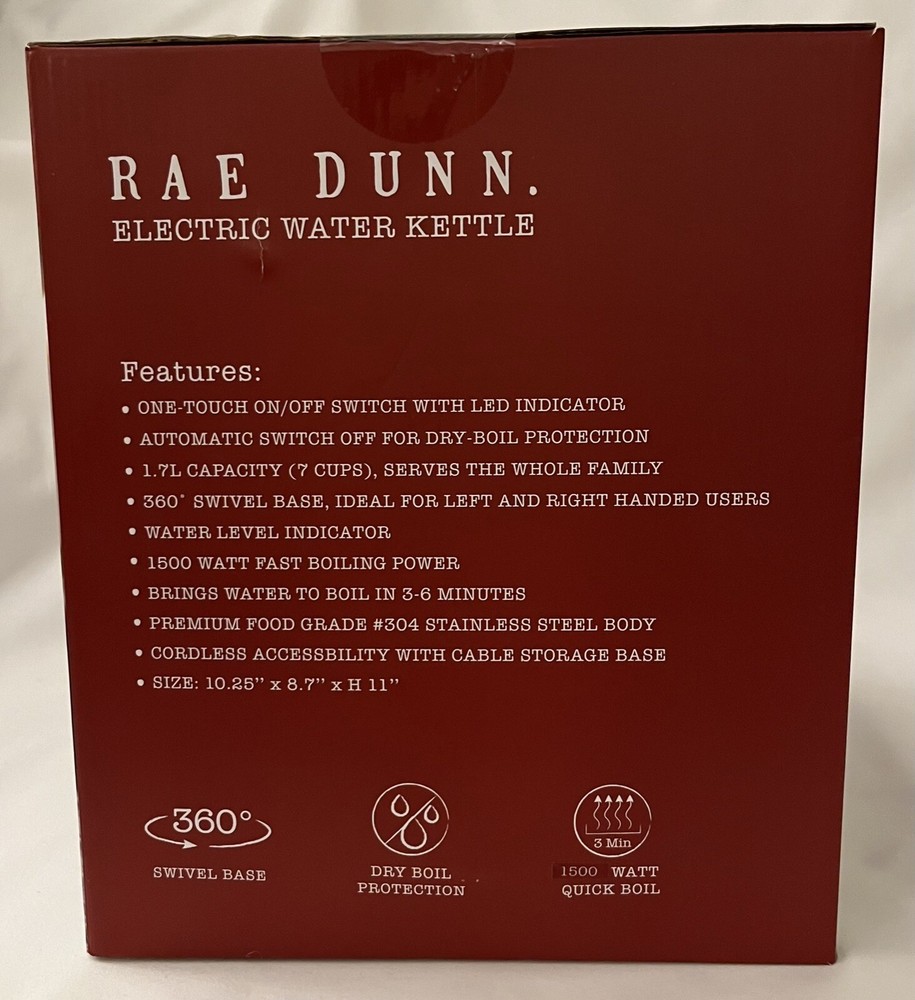 RAE DUNN.
ELECTRIC WATER KETTLE
Features:
• ONE-TOUCH ON/OFF SWITCH WITH LED INDICATOR
• AUTOMATIC SWITCH OFF FOR DRY-BOIL PROTECTION
• 1.7L CAPACITY (7 CUPS), SERVES THE WHOLE FAMILY
• 360° SWIVEL BASE, IDEAL FOR LEFT AND RIGHT HANDED USERS
• WATER LEVEL INDICATOR
• 1500 WATT FAST BOILING POWER
• BRINGS WATER TO BOIL IN 3-6 MINUTES
• PREMIUM FOOD GRADE #304 STAINLESS STEEL BODY
• CORDLESS ACCESSBILITY WITH CABLE STORAGE BASE
• SIZE: 10.25” x 8.7” x H 11”
360°
SWIVEL BASE
DRY BOIL
PROTECTION
3 Min
1500 WATT
QUICK BOIL